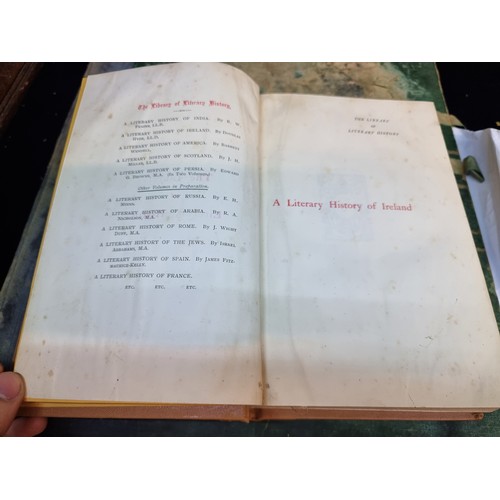 The Library of Literary History.
A LITERARY HISTORY OF INDIA. By R. W.
FRAZER, LL.B.
A LITERARY HISTORY OF IRELAND. By DOUGLAS
HYDE, LL.D.
A LITERARY HISTORY OF AMERICA. By BARRETT
WENDELL.
A LITERARY HISTORY OF SCOTLAND. By J. H.
MILLAR, LL.B.
A LITERARY HISTORY OF PERSIA. By EDWARD
G. BROWNE, M.A. (IN TWO VOLUMES)
Other Volumes in Preparation.
A LITERARY HISTORY OF RUSSIA. By E. H.
MINNS.
A LITERARY HISTORY OF ARABIA. By R. A.
NICHOLSON, M.A.
A LITERARY HISTORY OF ROME. By J. WIGHT
DUFF, M.A.
A LITERARY HISTORY OF THE JEWS. By ISRAEL
ABRAHAMS, M.A.
A LITERARY HISTORY OF SPAIN. By JAMES FITZ-
MAURICE-KELLY.
A LITERARY HISTORY OF FRANCE.
ETC. ETC. ETC.
THE LIBRARY
OF
LITERARY HISTORY
A Literary History of Ireland